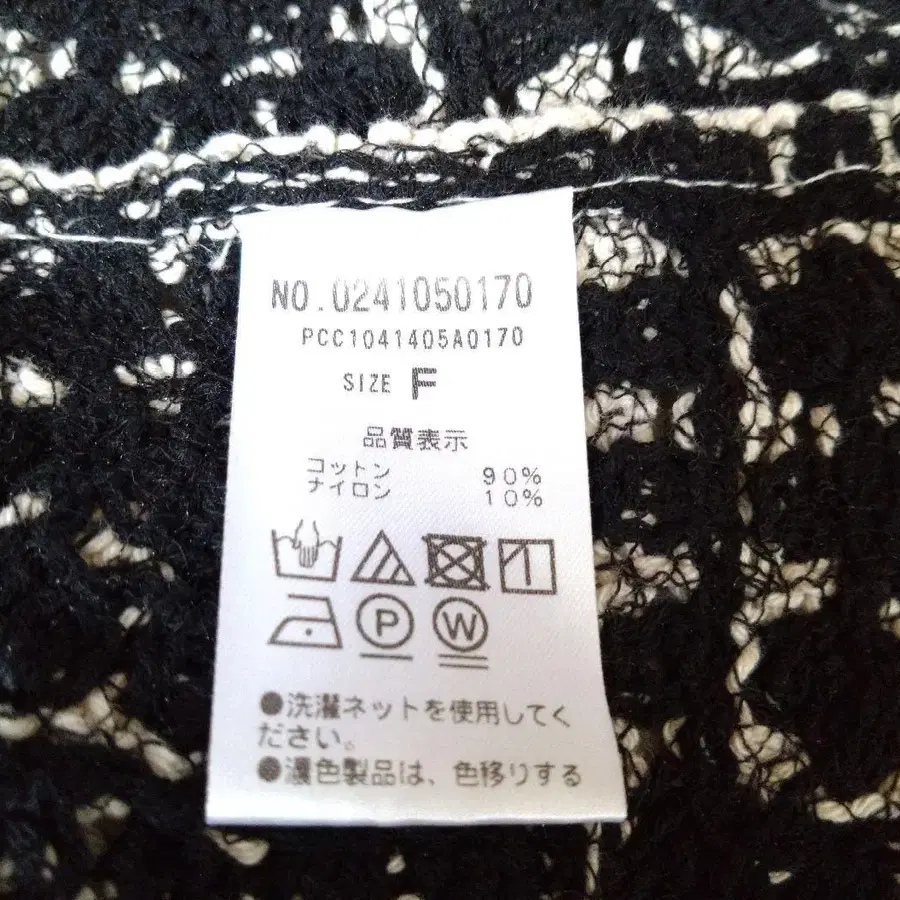 NO.0241050170
PCC1041405A0170
SIZE F
品質表示
コットン 90%
ナイロン 10%
P W
●洗濯ネットを使用してく
ださい。
●濃色製品は、色移りする